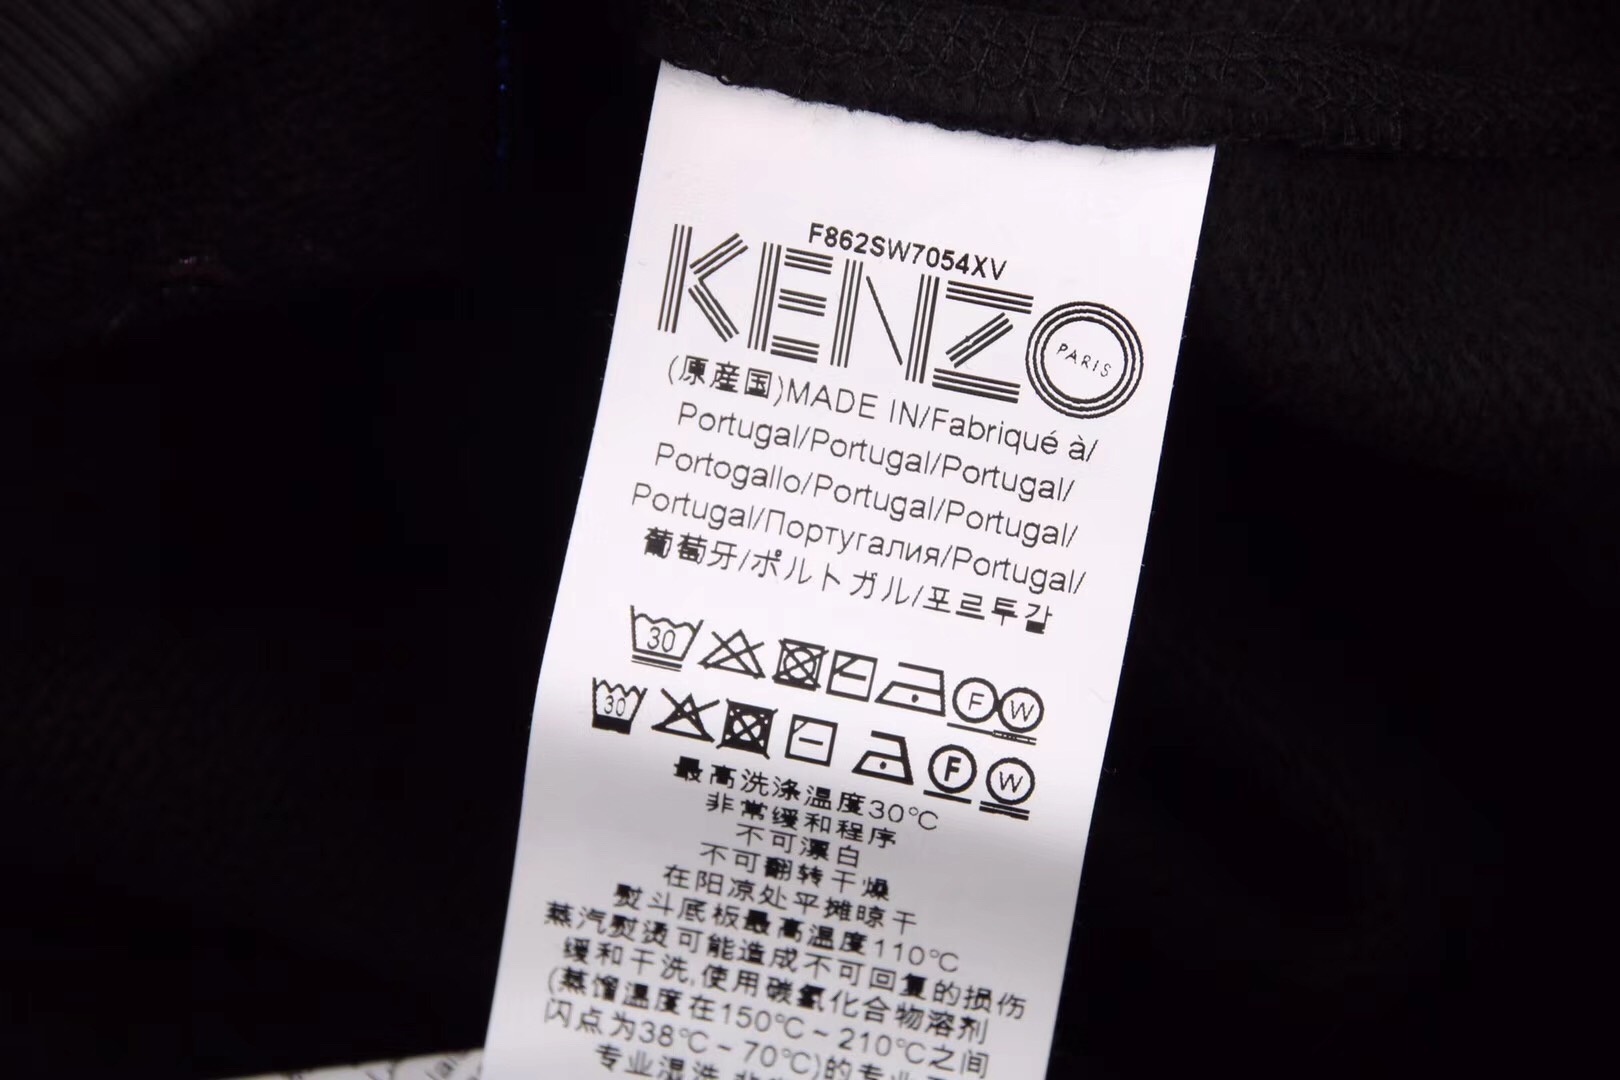 F862SW7054XV
KENZO
PARIS
(原産国)MADE IN/Fabriqué à/
Portugal/Portugal/Portugal/
Portogallo/Portugal/Portugal/
Portugal/Португалия/Portugal/
葡萄牙/ポルトガル/포르투갈
30 F W
30 F W
最高洗涤温度30℃
非常缓和程序
不可漂白
不可翻转干燥
在阳凉处平摊晾干
熨斗底板最高温度110℃
蒸汽熨烫可能造成不可回复的损伤
缓和干洗,使用碳氢化合物溶剂
(蒸馏温度在150℃~210℃之间
闪点为38℃~70℃)的专业
专业湿洗